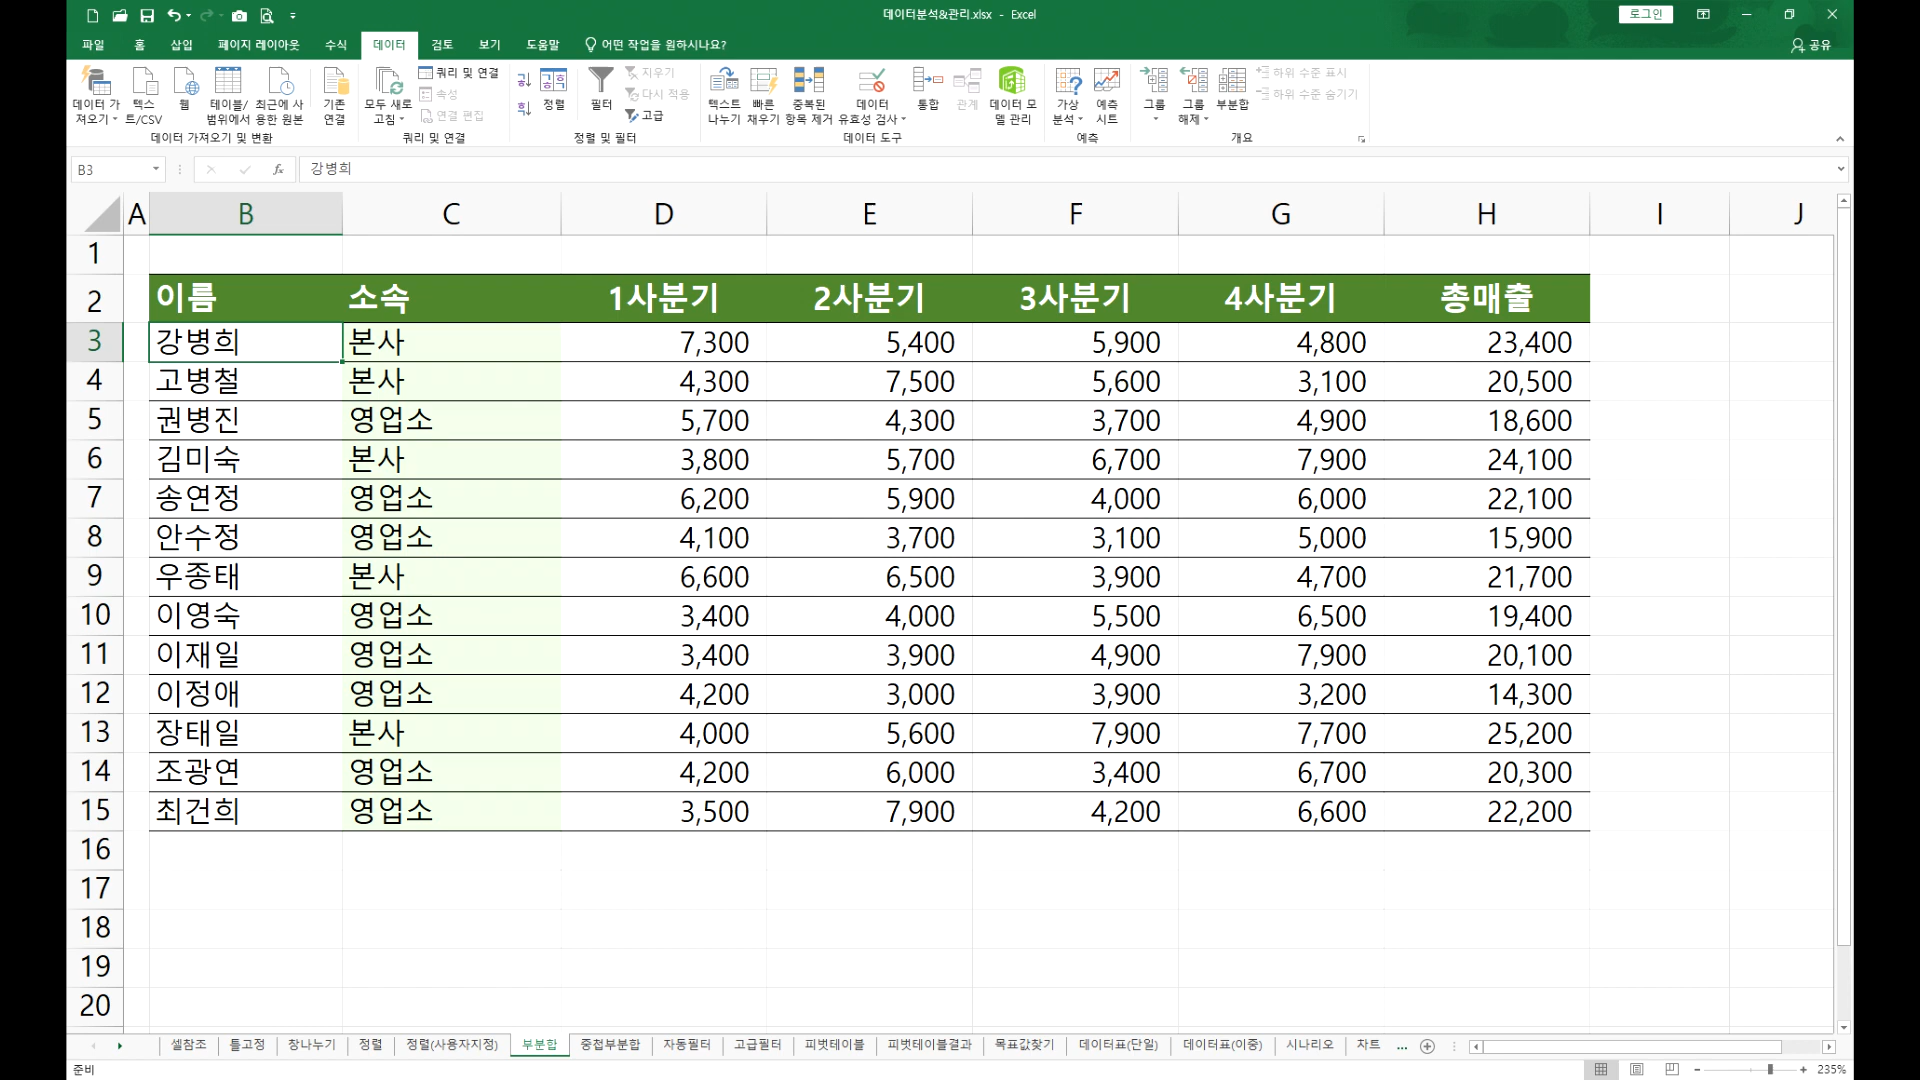 데이터분석&관리.xlsx - Excel
로그인
파일 홈 삽입 페이지 레이아웃 수식 데이터 검토 보기 도움말 어떤 작업을 원하시나요? 공유
데이터 가져오기
텍스트/CSV
웹
테이블/범위에서
최근에 사용한 원본
기존 연결
데이터 가져오기 및 변환
모두 새로 고침
쿼리 및 연결
속성
연결 편집
쿼리 및 연결
정렬
필터
지우기
다시 적용
고급
정렬 및 필터
텍스트 나누기
빠른 채우기
중복된 항목 제거
데이터 유효성 검사
통합
관계
데이터 모델 관리
데이터 도구
가상 분석
예측 시트
예측
그룹
그룹 해제
부분합
하위 수준 표시
하위 수준 숨기기
개요
B3 fx 강병희
A B C D E F G H I J
1
2 이름 소속 1사분기 2사분기 3사분기 4사분기 총매출
3 강병희 본사 7,300 5,400 5,900 4,800 23,400
4 고병철 본사 4,300 7,500 5,600 3,100 20,500
5 권병진 영업소 5,700 4,300 3,700 4,900 18,600
6 김미숙 본사 3,800 5,700 6,700 7,900 24,100
7 송연정 영업소 6,200 5,900 4,000 6,000 22,100
8 안수정 영업소 4,100 3,700 3,100 5,000 15,900
9 우종태 본사 6,600 6,500 3,900 4,700 21,700
10 이영숙 영업소 3,400 4,000 5,500 6,500 19,400
11 이재일 영업소 3,400 3,900 4,900 7,900 20,100
12 이정애 영업소 4,200 3,000 3,900 3,200 14,300
13 장태일 본사 4,000 5,600 7,900 7,700 25,200
14 조광연 영업소 4,200 6,000 3,400 6,700 20,300
15 최건희 영업소 3,500 7,900 4,200 6,600 22,200
16
17
18
19
20
셀참조 틀고정 창나누기 정렬 정렬(사용자지정) 부분합 중첩부분합 자동필터 고급필터 피벗테이블 피벗테이블결과 목표값찾기 데이터표(단일) 데이터표(이중) 시나리오 차트 ...
준비 235%